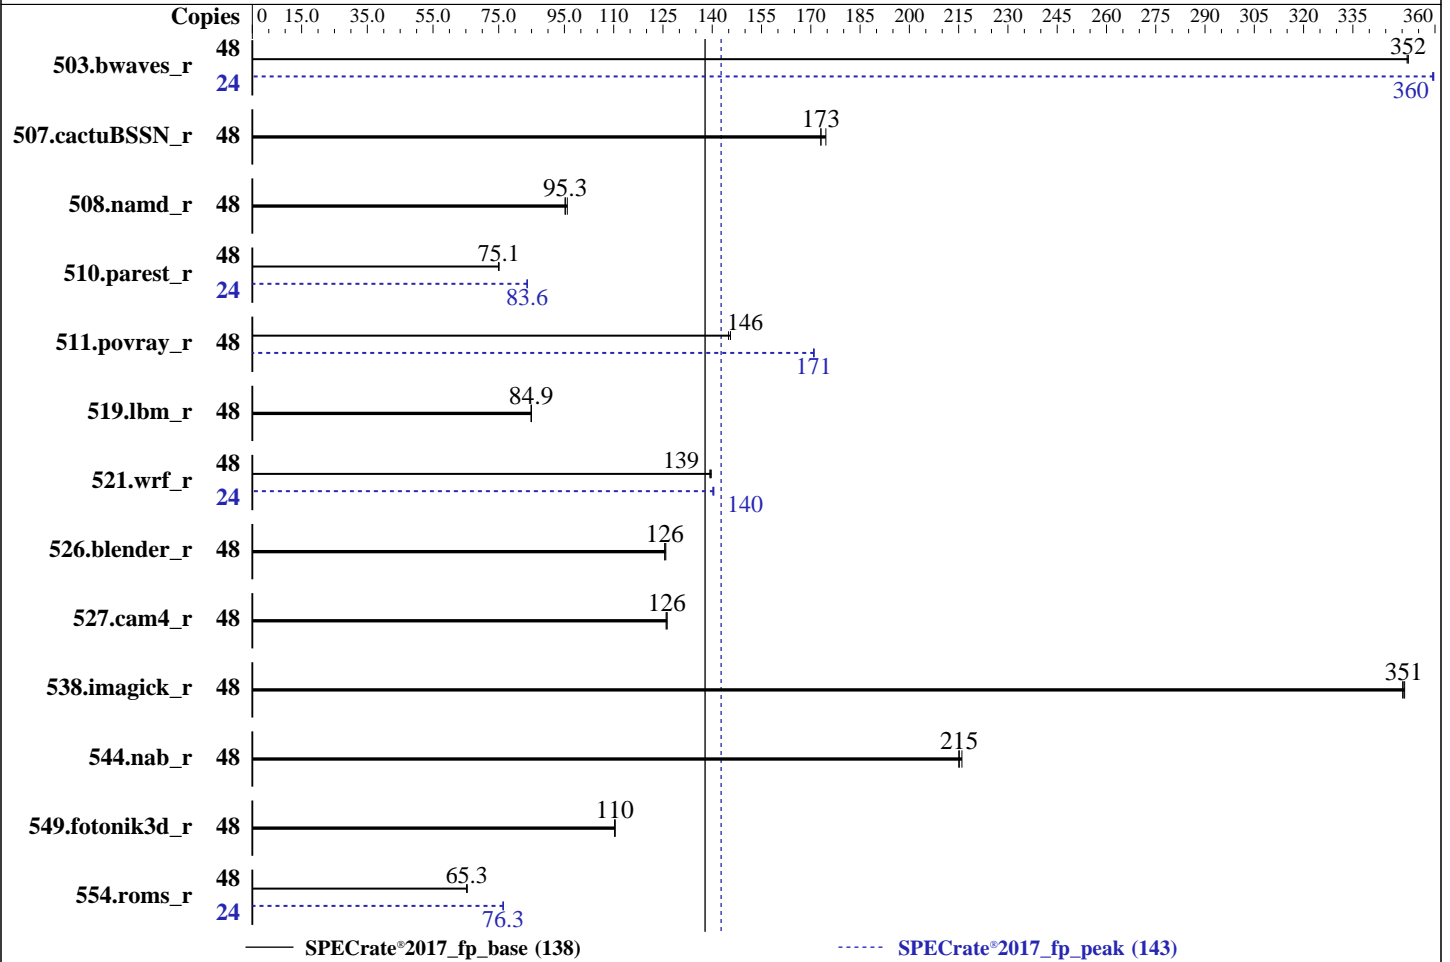 Copies 0 15.0 35.0 55.0 75.0 95.0 110 125 140 155 170 185 200 215 230 245 260 275 290 305 320 335 360
503.bwaves_r 48 352
24 360
507.cactuBSSN_r 48 173
508.namd_r 48 95.3
510.parest_r 48 75.1
24 83.6
511.povray_r 48 146
171
519.lbm_r 48 84.9
521.wrf_r 48 139
24 140
526.blender_r 48 126
527.cam4_r 48 126
538.imagick_r 48 351
544.nab_r 48 215
549.fotonik3d_r 48 110
554.roms_r 48 65.3
24 76.3
SPECrate®2017_fp_base (138) SPECrate®2017_fp_peak (143)